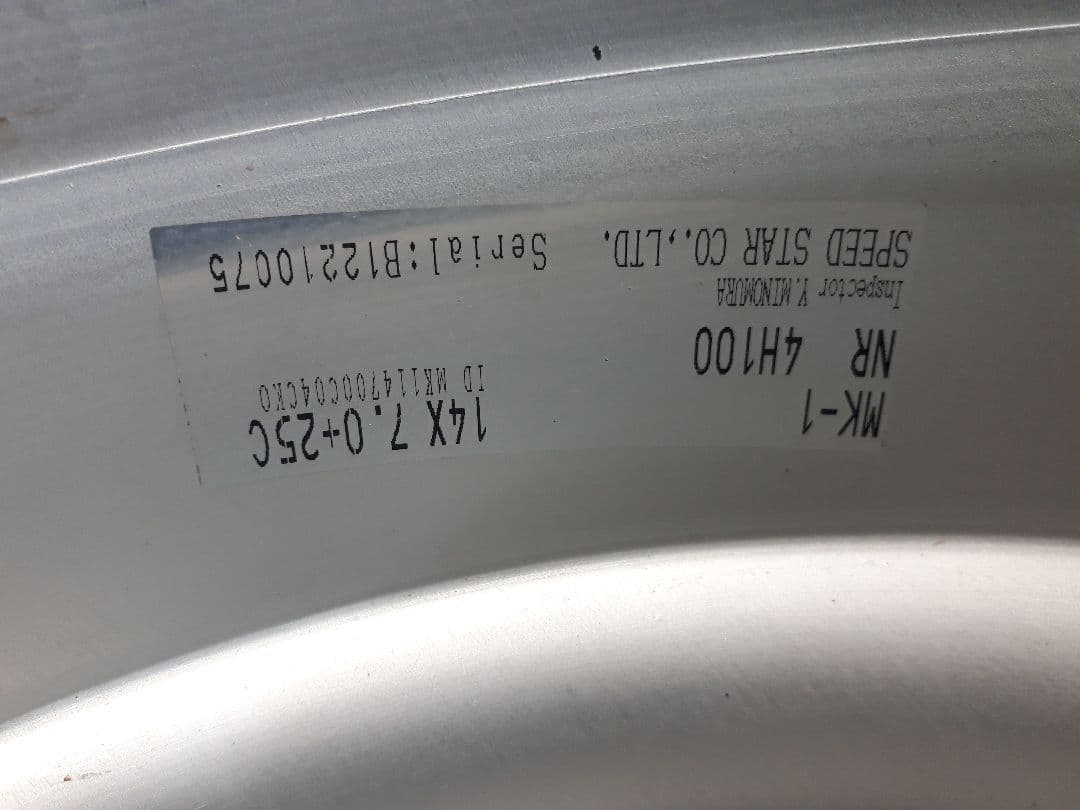 MK-1 14X 7.0+25C
ID MK114700C04CK0
NR 4H100
Inspector Y.MINOMURA
SPEED STAR CO.,LTD. Serial:B12210075